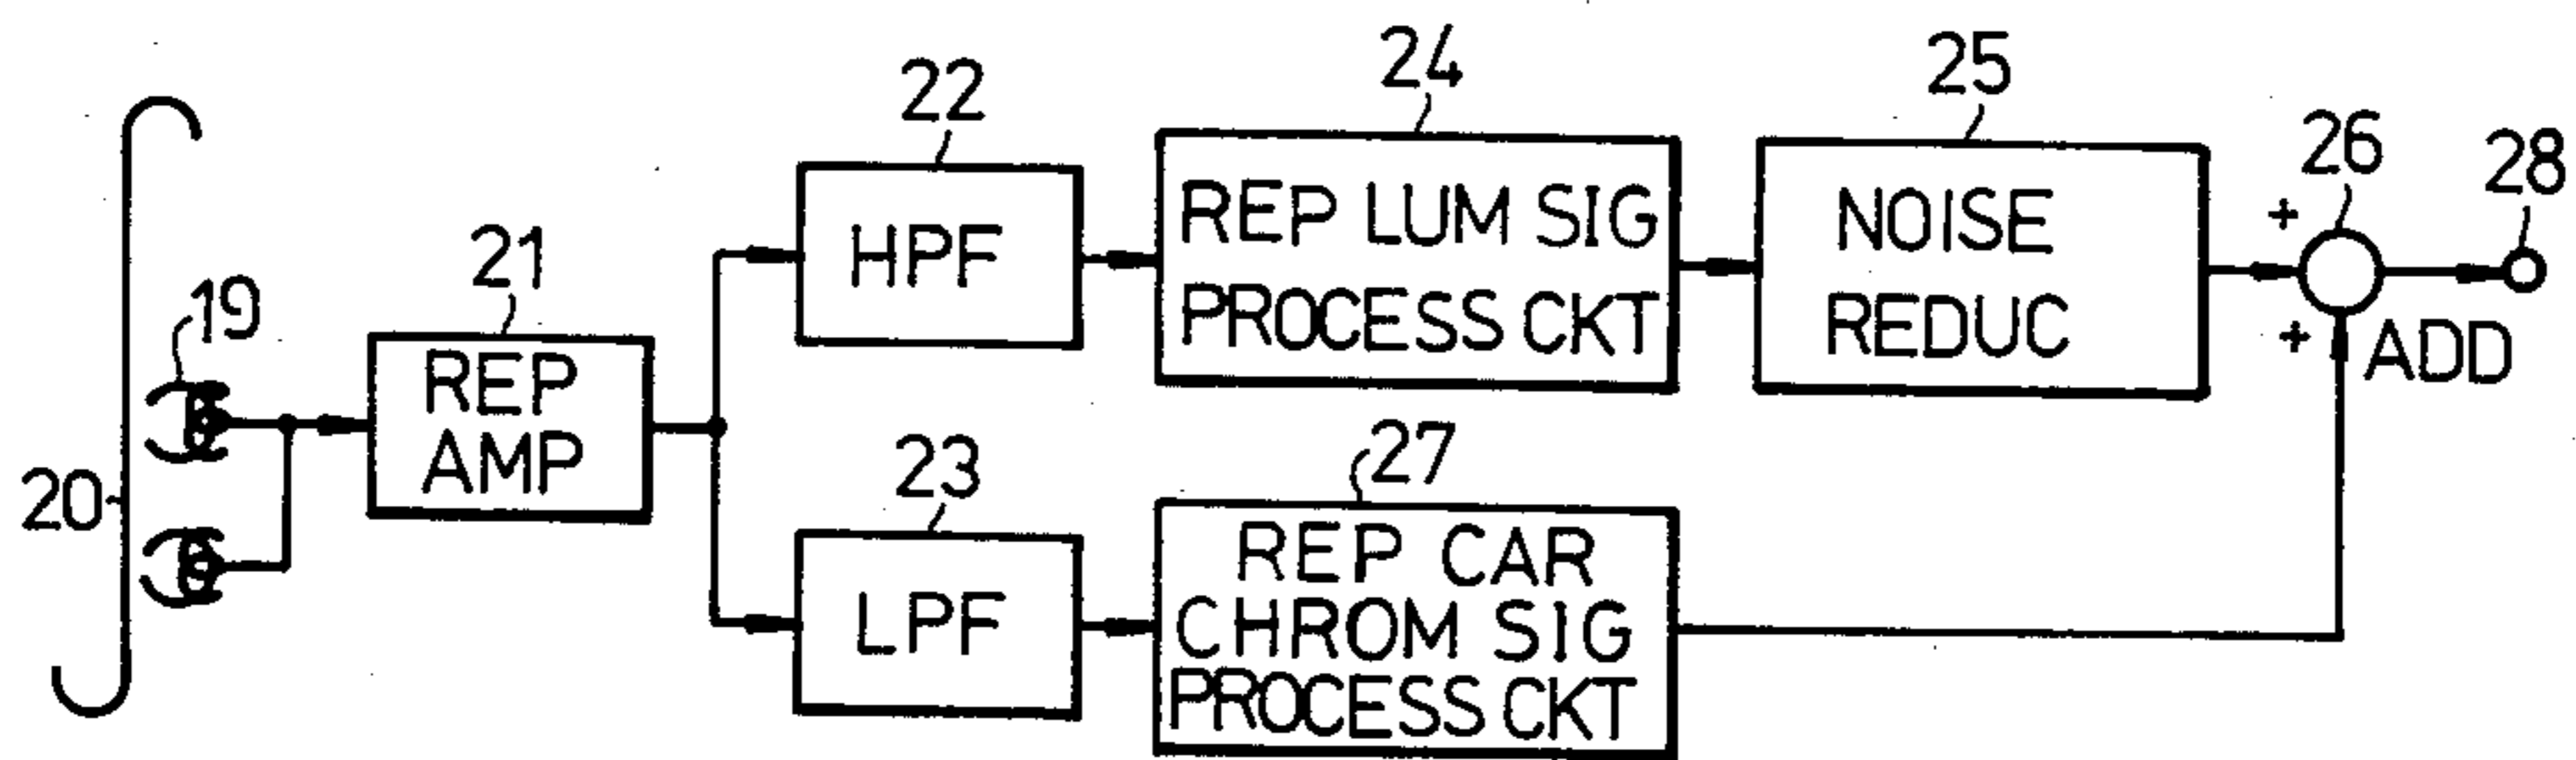 20
19
21
REP
AMP
22
HPF
23
LPF
24
REP LUM SIG
PROCESS CKT
27
REP CAR
CHROM SIG
PROCESS CKT
25
NOISE
REDUC
26
+
+
ADD
28